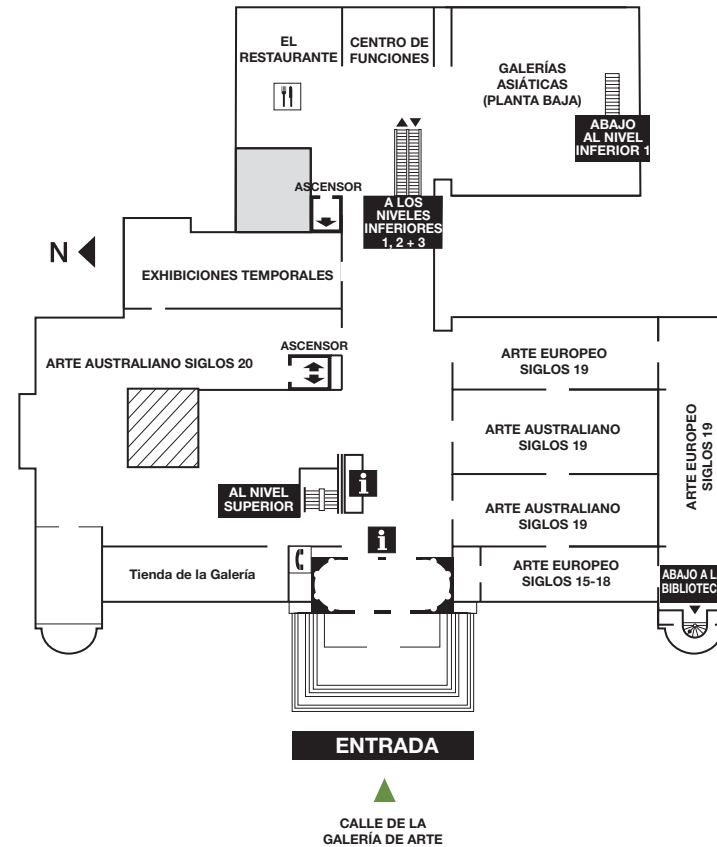 EL
RESTAURANTE
CENTRO DE
FUNCIONES
GALERÍAS
ASIÁTICAS
(PLANTA BAJA)
ABAJO
AL NIVEL
INFERIOR 1
ASCENSOR
A LOS
NIVELES
INFERIORES
1, 2 + 3
N
EXHIBICIONES TEMPORALES
ASCENSOR
ARTE AUSTRALIANO SIGLOS 20
ARTE EUROPEO
SIGLOS 19
ARTE AUSTRALIANO
SIGLOS 19
ARTE EUROPEO
SIGLOS 19
AL NIVEL
SUPERIOR
i
i
ARTE AUSTRALIANO
SIGLOS 19
Tienda de la Galería
ARTE EUROPEO
SIGLOS 15-18
ABAJO A L
BIBLIOTEC
ENTRADA
CALLE DE LA
GALERÍA DE ARTE